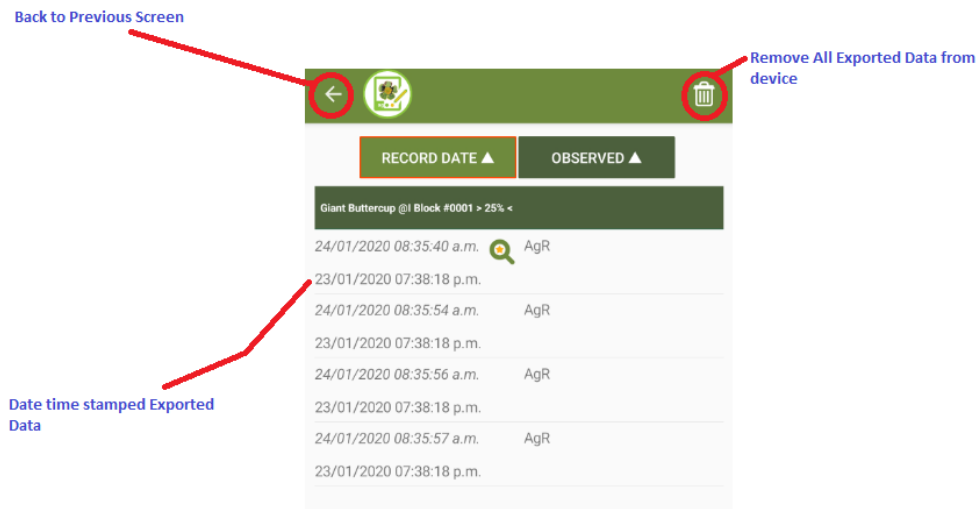 Back to Previous Screen
Remove All Exported Data from
device
RECORD DATE ▲
OBSERVED ▲
Giant Buttercup @I Block #0001 > 25% <
24/01/2020 08:35:40 a.m. AgR
23/01/2020 07:38:18 p.m.
24/01/2020 08:35:54 a.m. AgR
23/01/2020 07:38:18 p.m.
24/01/2020 08:35:56 a.m. AgR
23/01/2020 07:38:18 p.m.
24/01/2020 08:35:57 a.m. AgR
23/01/2020 07:38:18 p.m.
Date time stamped Exported
Data